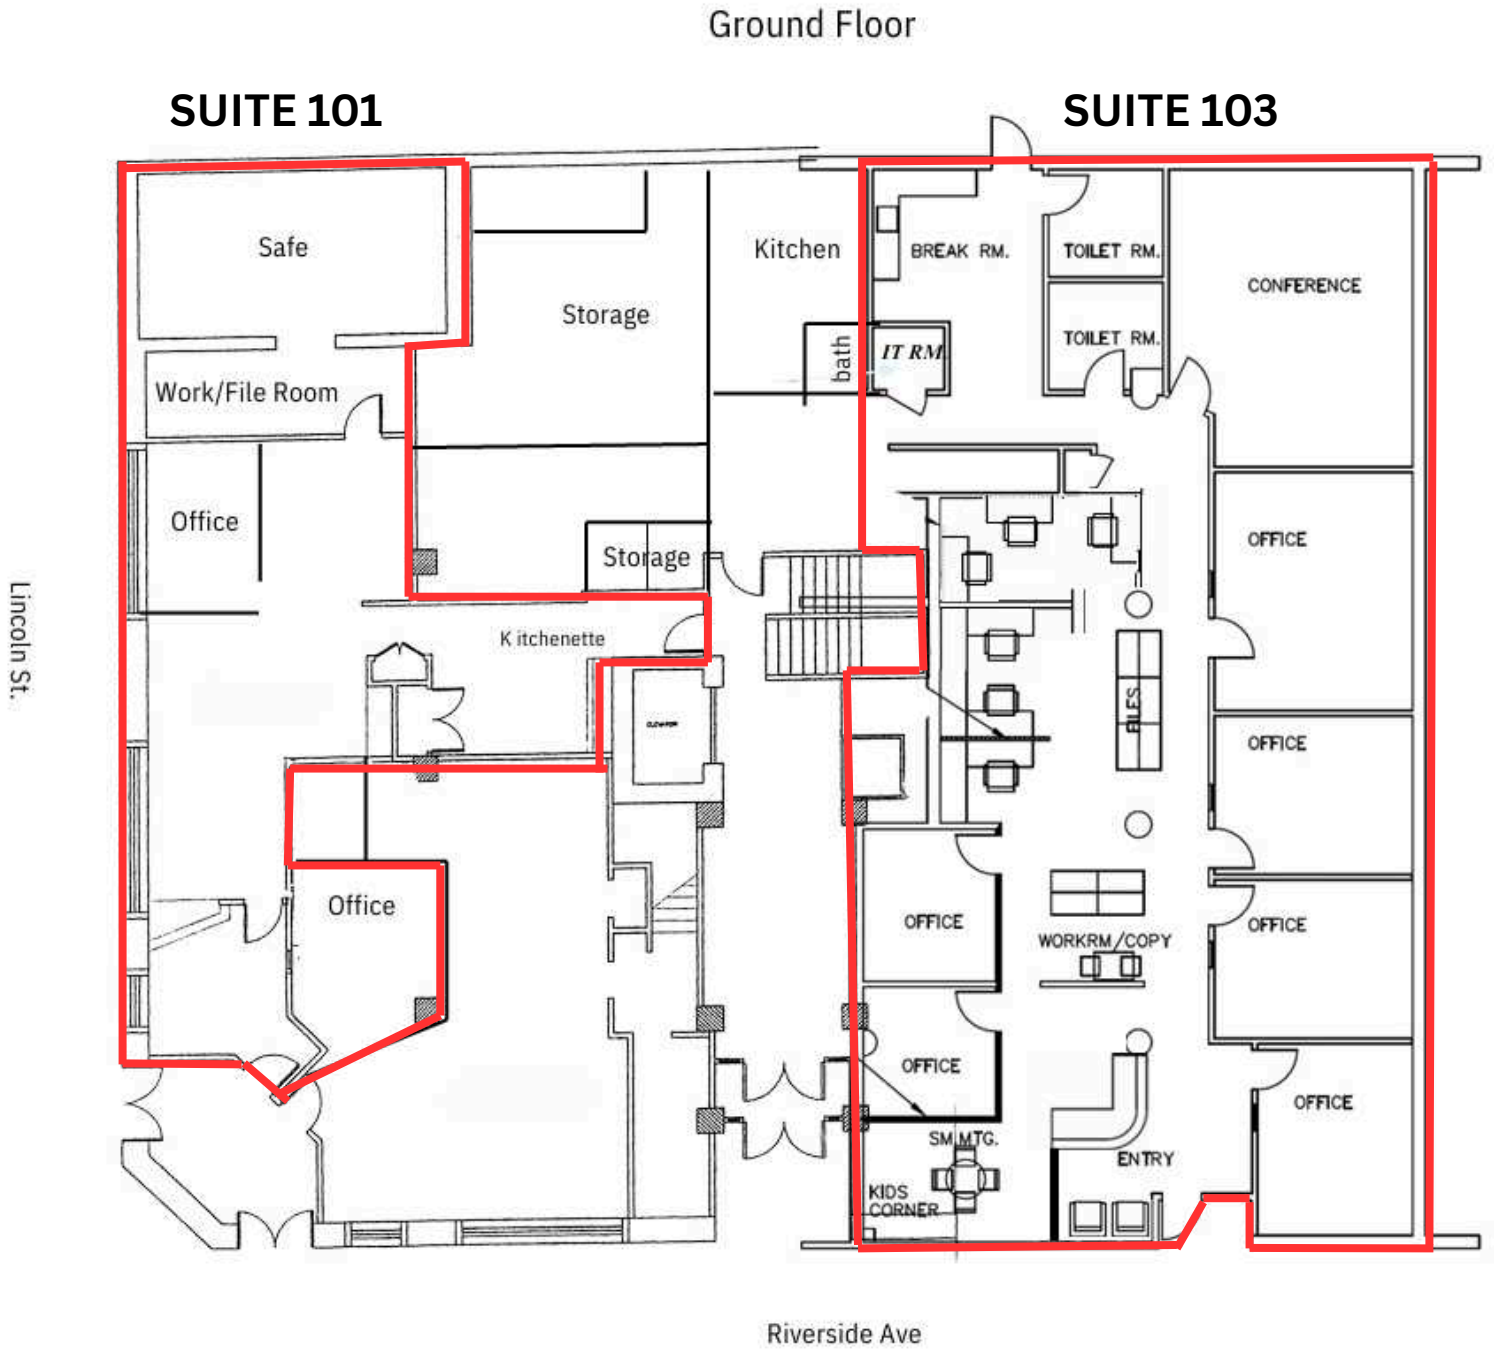 Ground Floor
SUITE 101
SUITE 103
Safe
Kitchen
BREAK RM.
TOILET RM.
CONFERENCE
Storage
TOILET RM.
bath
IT RM.
Work/File Room
Office
OFFICE
Storage
Lincoln St.
K itchenette
FILES
OFFICE
Office
OFFICE
OFFICE
WORKRM/COPY
OFFICE
OFFICE
SM.MTG.
ENTRY
KIDS
CORNER
Riverside Ave